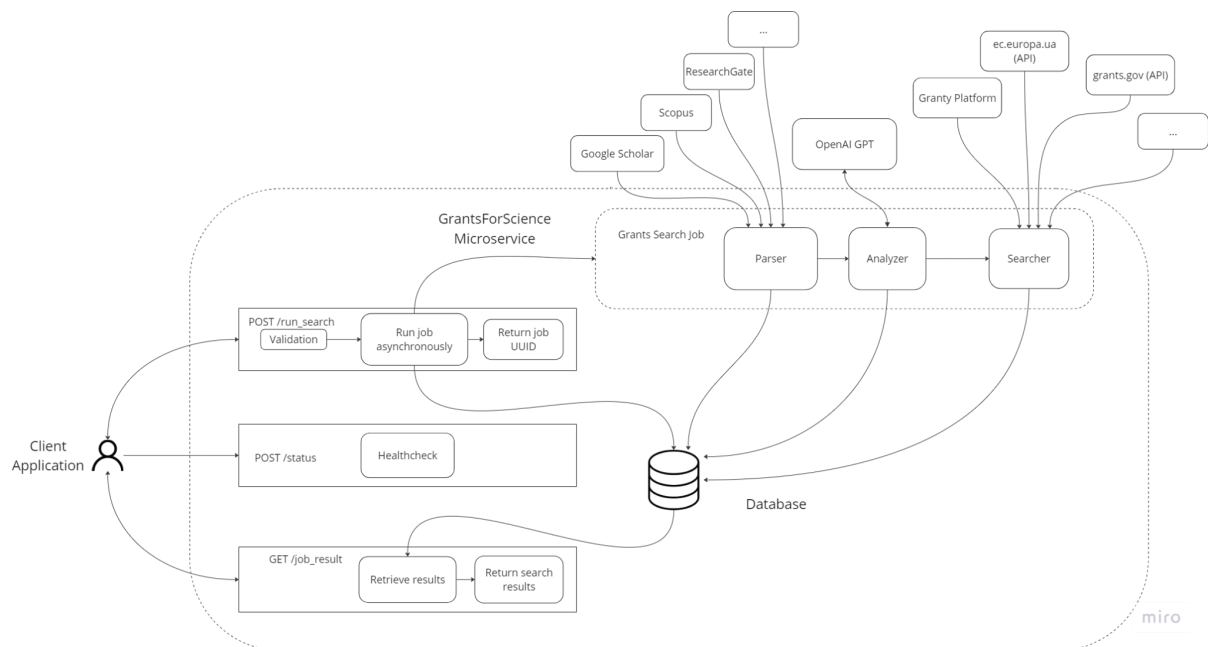 ...
ec.europa.ua
(API)
ResearchGate
grants.gov (API)
Granty Platform
Scopus
...
OpenAI GPT
Google Scholar
GrantsForScience
Microservice
Grants Search Job
Parser
Analyzer
Searcher
POST /run_search
Validation
Run job
asynchronously
Return job
UUID
Client
Application
POST /status
Healthcheck
Database
GET /job_result
Retrieve results
Return search
results
miro